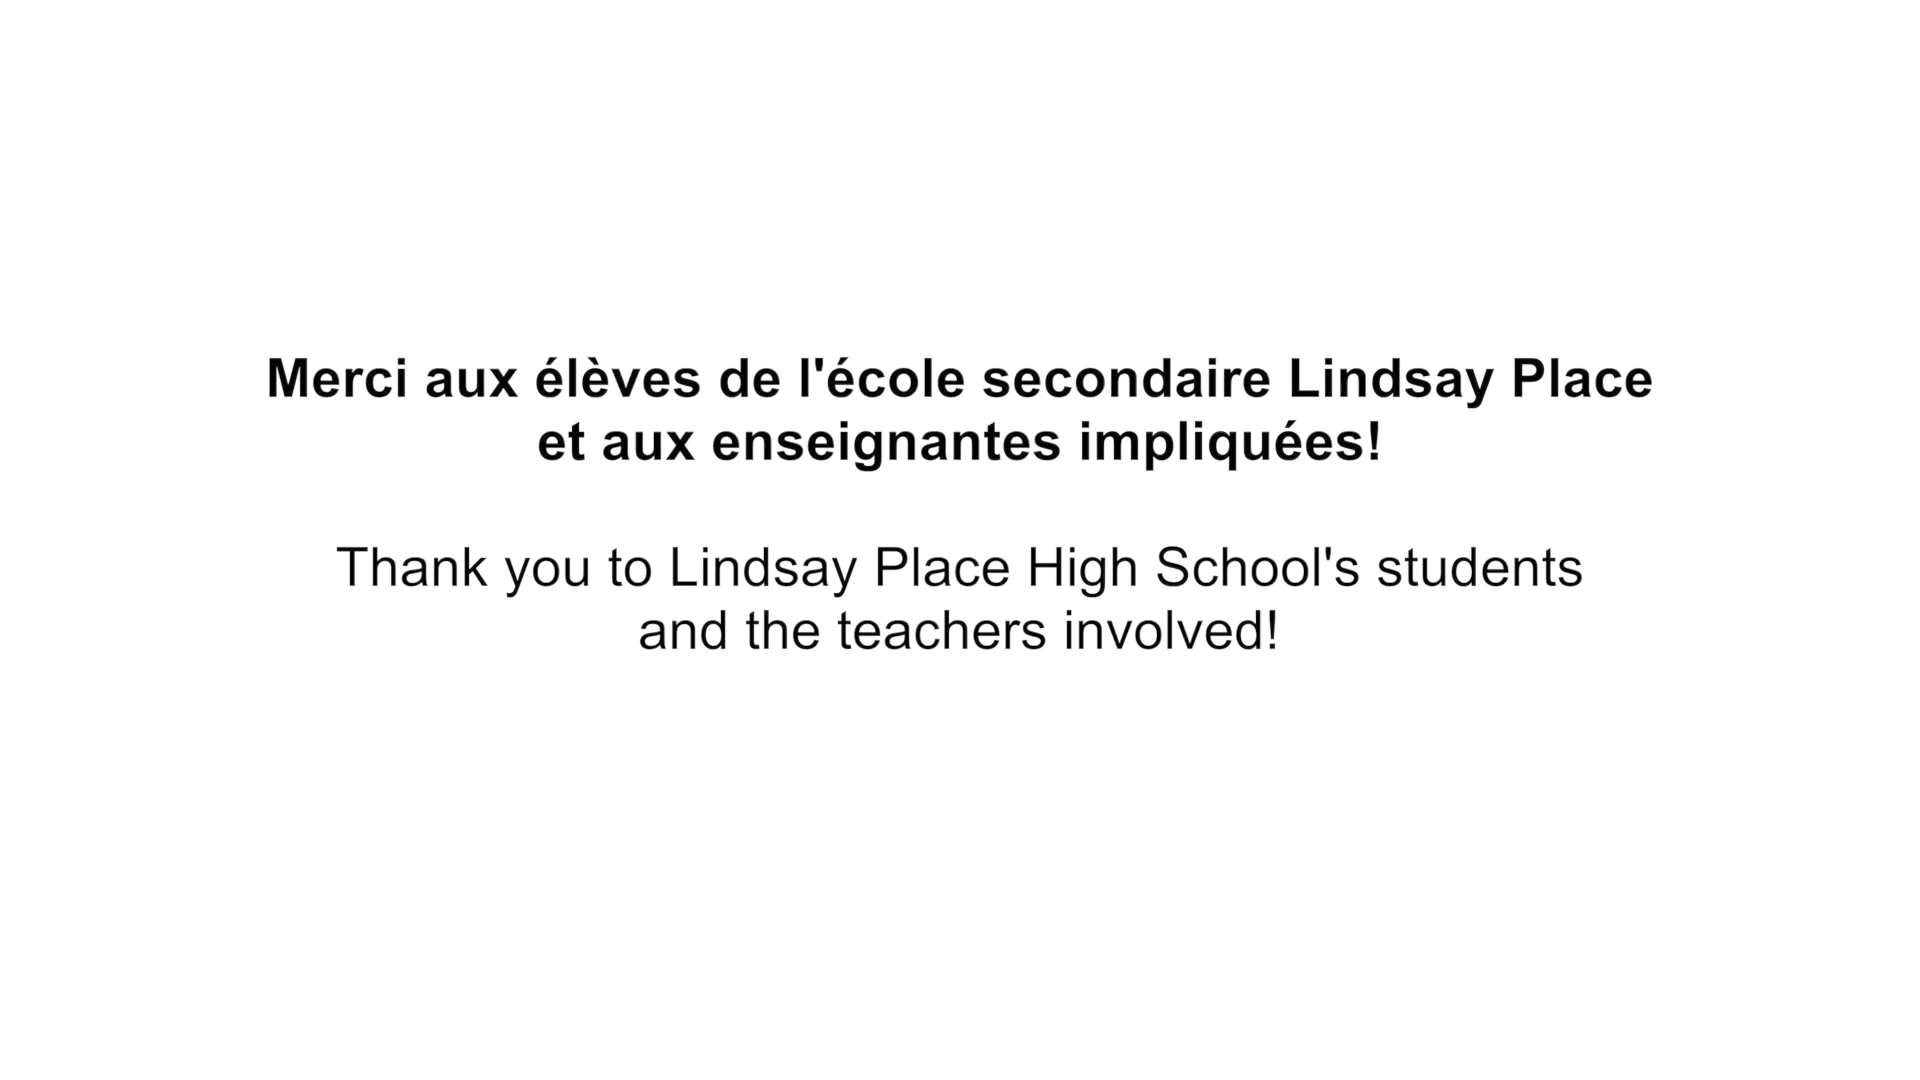 Merci aux élèves de l'école secondaire Lindsay Place
et aux enseignantes impliquées!
Thank you to Lindsay Place High School's students
and the teachers involved!